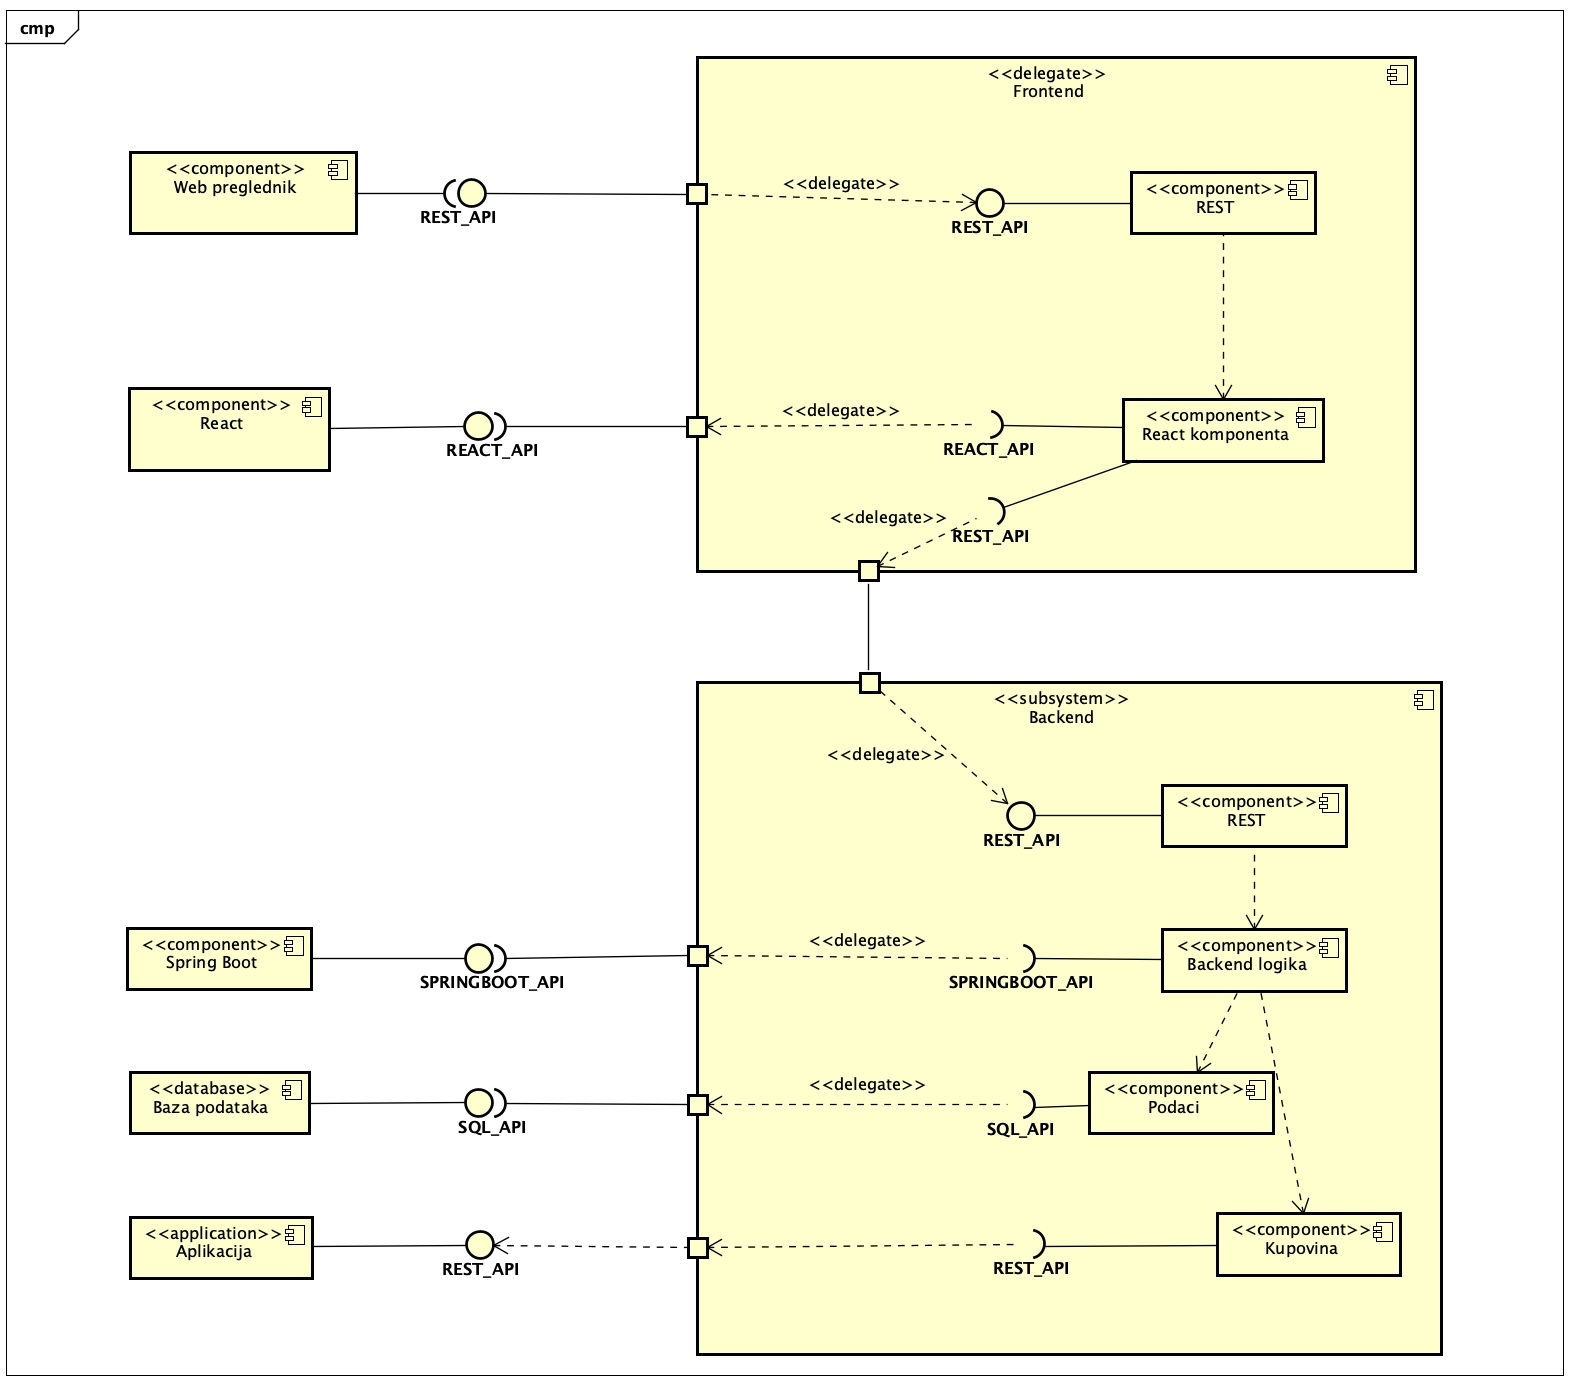 cmp
<<delegate>>
Frontend
<<component>>
Web preglednik
REST_API
<<delegate>>
REST_API
<<component>>
REST
<<component>>
React
REACT_API
<<delegate>>
REACT_API
<<component>>
React komponenta
<<delegate>>
REST_API
<<subsystem>>
Backend
<<delegate>>
REST_API
<<component>>
REST
<<component>>
Spring Boot
SPRINGBOOT_API
<<delegate>>
SPRINGBOOT_API
<<component>>
Backend logika
<<database>>
Baza podataka
SQL_API
<<delegate>>
SQL_API
<<component>>
Podaci
<<application>>
Aplikacija
REST_API
REST_API
<<component>>
Kupovina